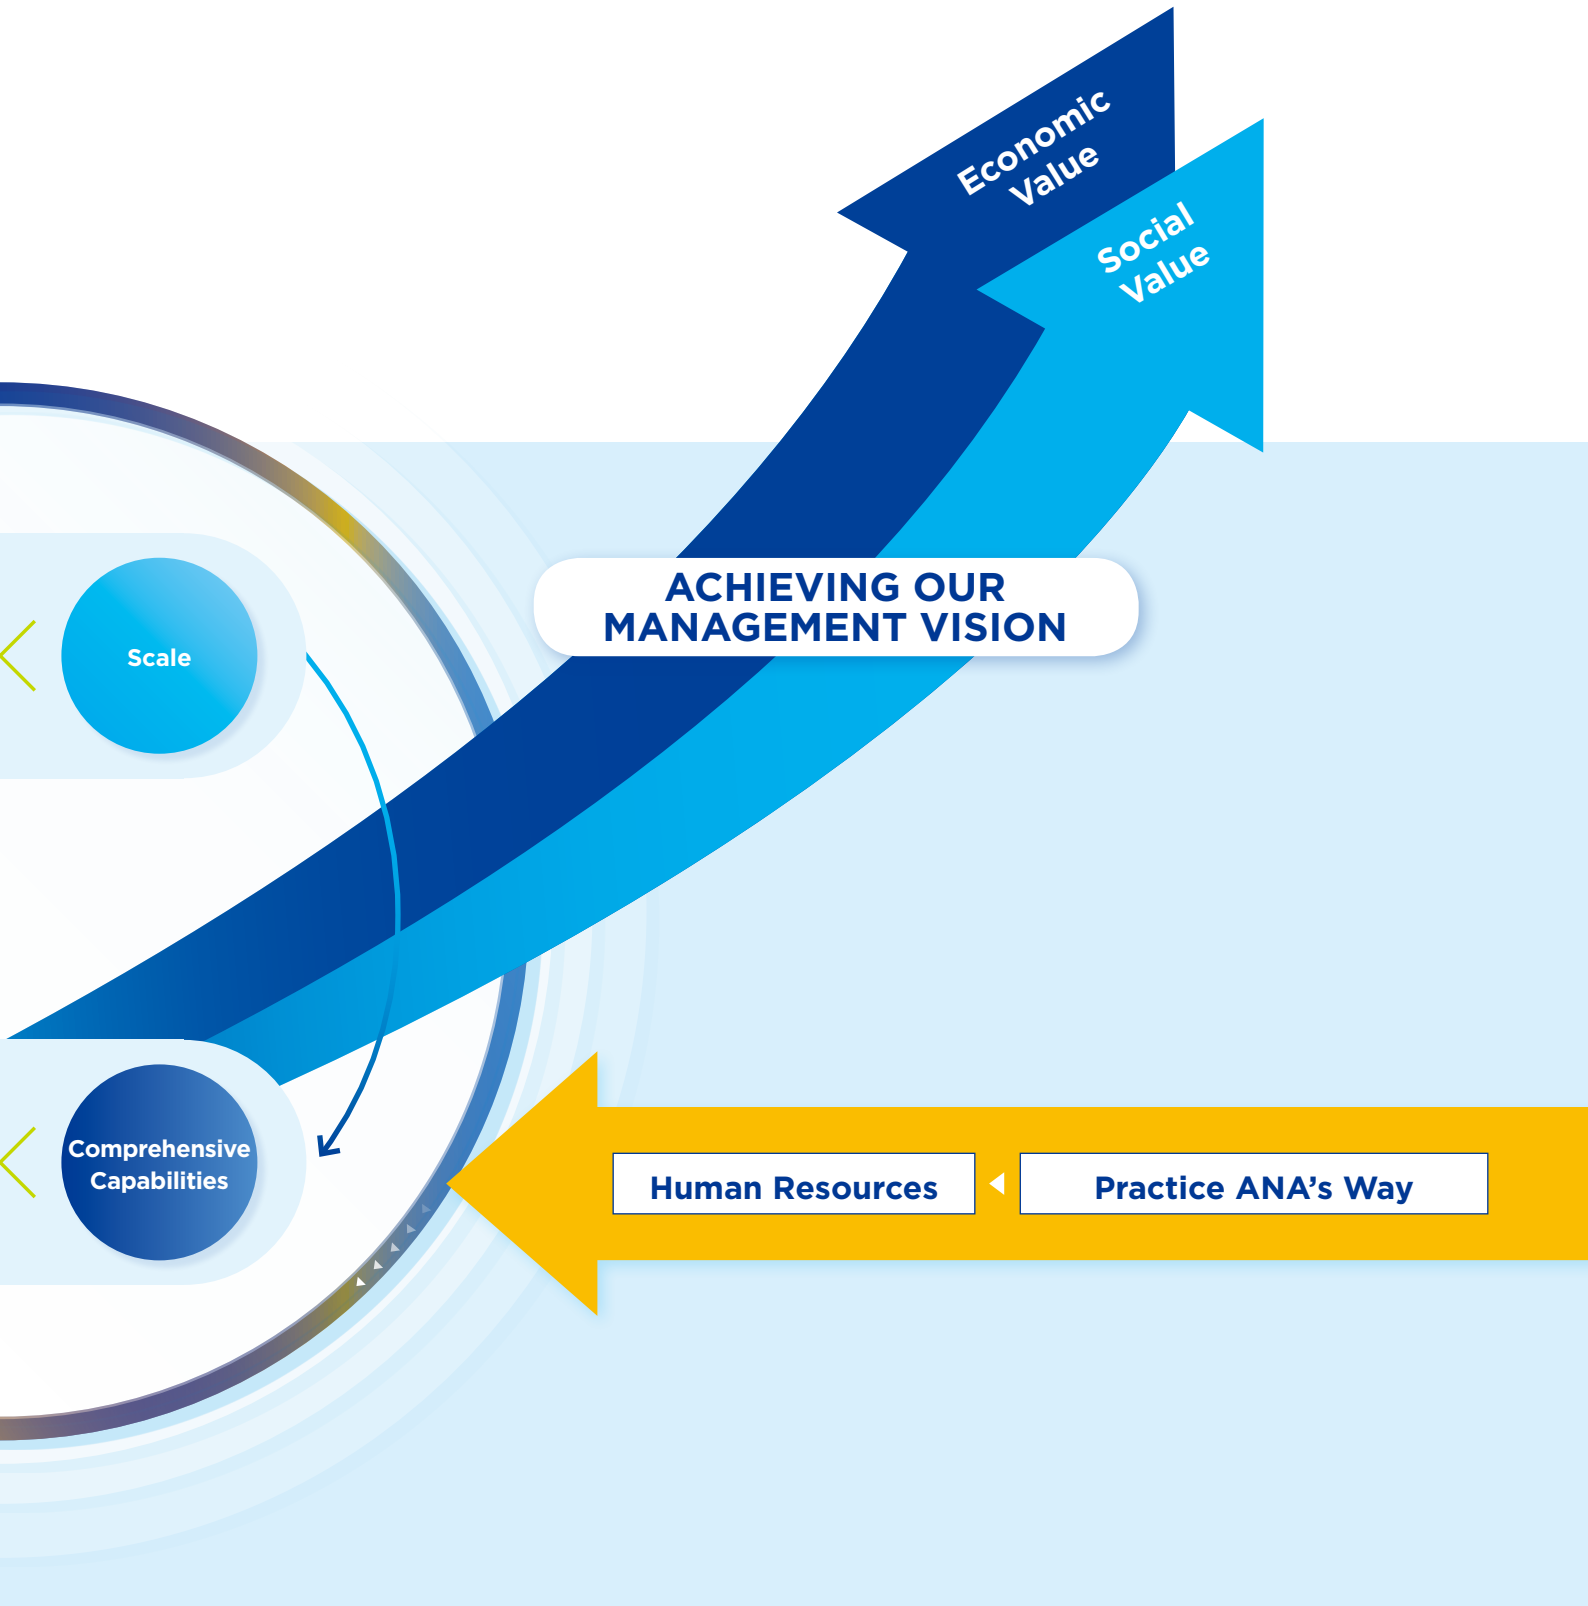 Economic
Value
Social
Value
ACHIEVING OUR
MANAGEMENT VISION
Scale
Comprehensive
Capabilities
Human Resources
Practice ANA’s Way